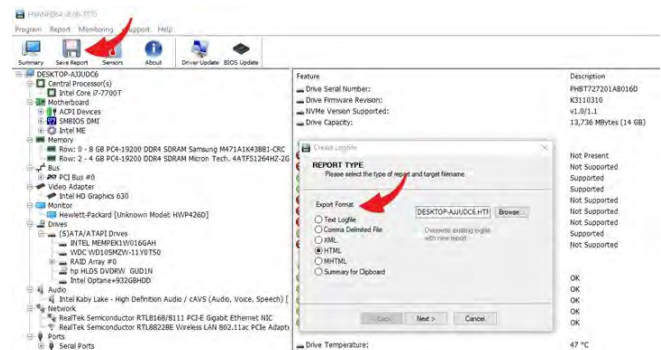 Program Report Monitoring Support Help
Summary Save Report Sensors About Driver Update BIOS Update
DESKTOP-AJJUDC6
Central Processor(s)
Intel Core i7-7700T
Motherboard
ACPI Devices
SMBIOS DMI
Intel ME
Memory
Row: 0 - 8 GB PC4-19200 DDR4 SDRAM Samsung M471A1K43BB1-CRC
Row: 2 - 4 GB PC4-19200 DDR4 SDRAM Micron Tech. 4ATF51264HZ-2G
Bus
PCI Bus #0
Video Adapter
Intel HD Graphics 630
Monitor
Hewlett-Packard [Unknown Model: HWP426D]
Drives
(S)ATA/ATAPI Drives
INTEL MEMPEK1W016GAH
WDC WD10SMZW-11Y0TS0
RAID Array #0
hp HLDS DVDRW GUD1N
Intel Optane+932GBHDD
Audio
Intel Kaby Lake - High Definition Audio / cAVS (Audio, Voice, Speech) [
Network
RealTek Semiconductor RTL8168/8111 PCI-E Gigabit Ethernet NIC
RealTek Semiconductor RTL8822BE Wireless LAN 802.11ac PCIe Adapt
Ports
Serial Ports
Feature Description
Drive Serial Number: PHBT727201AB016D
Drive Firmware Revision: K3110310
NVMe Version Supported: v1.0/1.1
Drive Capacity: 13,736 MBytes (14 GB)
Create Logfile
REPORT TYPE
Please select the type of report and target filename.
Export Format
Text Logfile
Comma Delimited File
XML
HTML
MHTML
Summary for Clipboard
DESKTOP-AJJUDC6.HTM Browse...
Overwrite existing logfile
with new report
< Back Next > Cancel
Not Present
Not Supported
Supported
Supported
Not Supported
Not Supported
Not Supported
Supported
Not Supported
OK
OK
OK
OK
OK
Drive Temperature: 47 °C